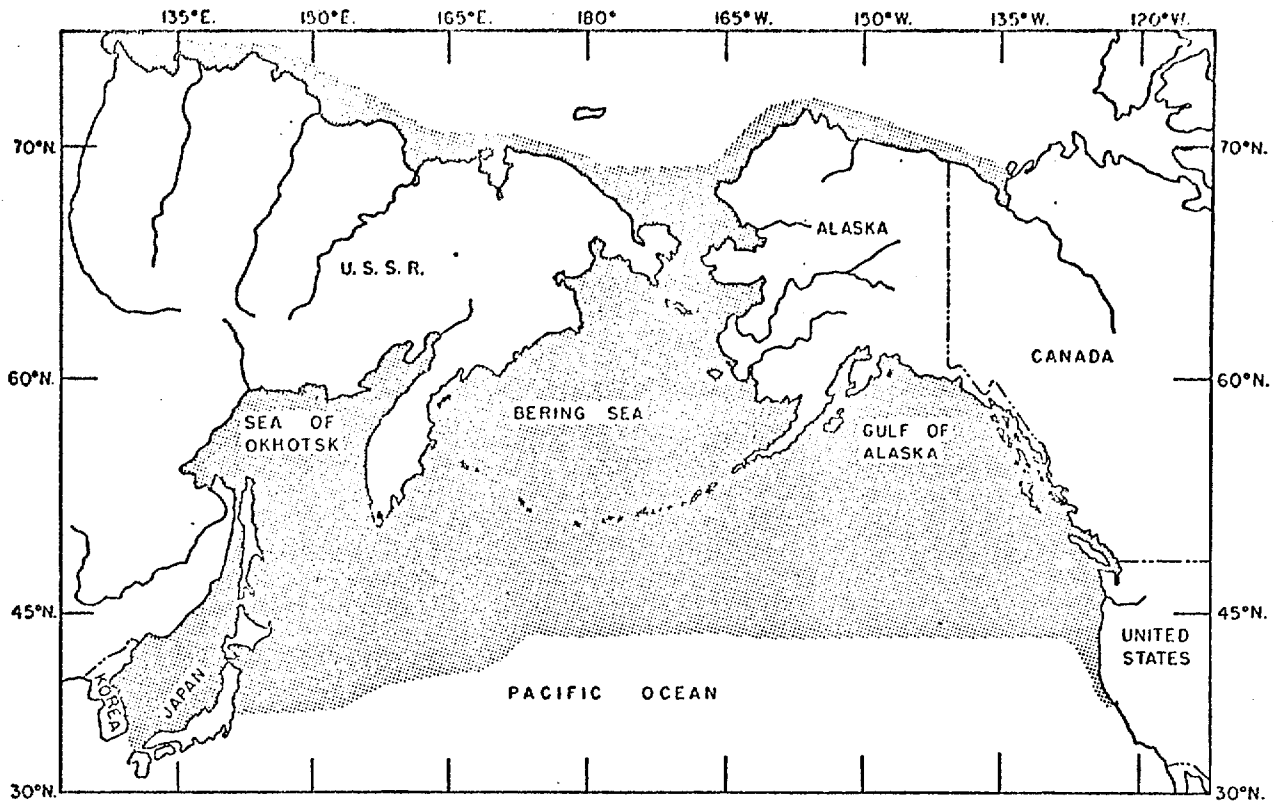 135°E. 150°E. 165°E. 180° 165°W. 150°W. 135°W. 120°W.
70°N. 70°N.
ALASKA
U. S. S. R.
CANADA
60°N. 60°N.
BERING SEA
SEA OF
OKHOTSK
GULF OF
ALASKA
45°N. 45°N.
UNITED
STATES
KOREA
JAPAN
PACIFIC OCEAN
30°N. 30°N.